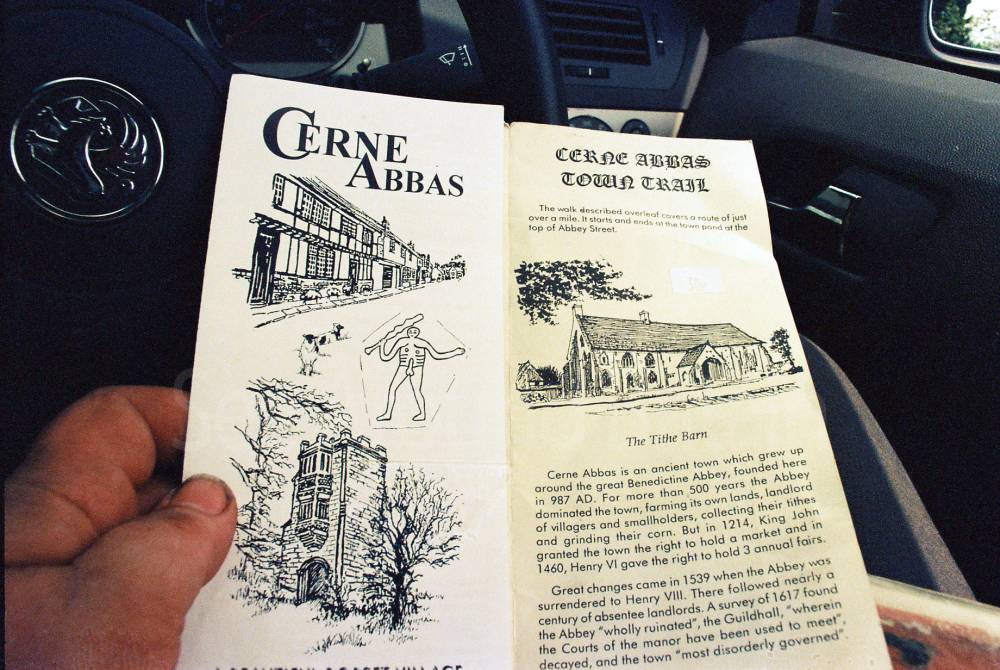 CERNE
ABBAS
CERNE ABBAS
TOWN TRAIL
The walk described overleaf covers a route of just
over a mile. It starts and ends at the town pond at the
top of Abbey Street.
The Tithe Barn
Cerne Abbas is an ancient town which grew up
around the great Benedictine Abbey, founded here
in 987 AD. For more than 500 years the Abbey
dominated the town, farming its own lands, landlord
of villagers and smallholders, collecting their tithes
and grinding their corn. But in 1214, King John
granted the town the right to hold a market and in
1460, Henry VI gave the right to hold 3 annual fairs.
Great changes came in 1539 when the Abbey was
surrendered to Henry VIII. There followed nearly a
century of absentee landlords. A survey of 1617 found
the Abbey "wholly ruinated", the Guildhall, "wherein
the Courts of the manor have been used to meet",
decayed, and the town "most disorderly governed".